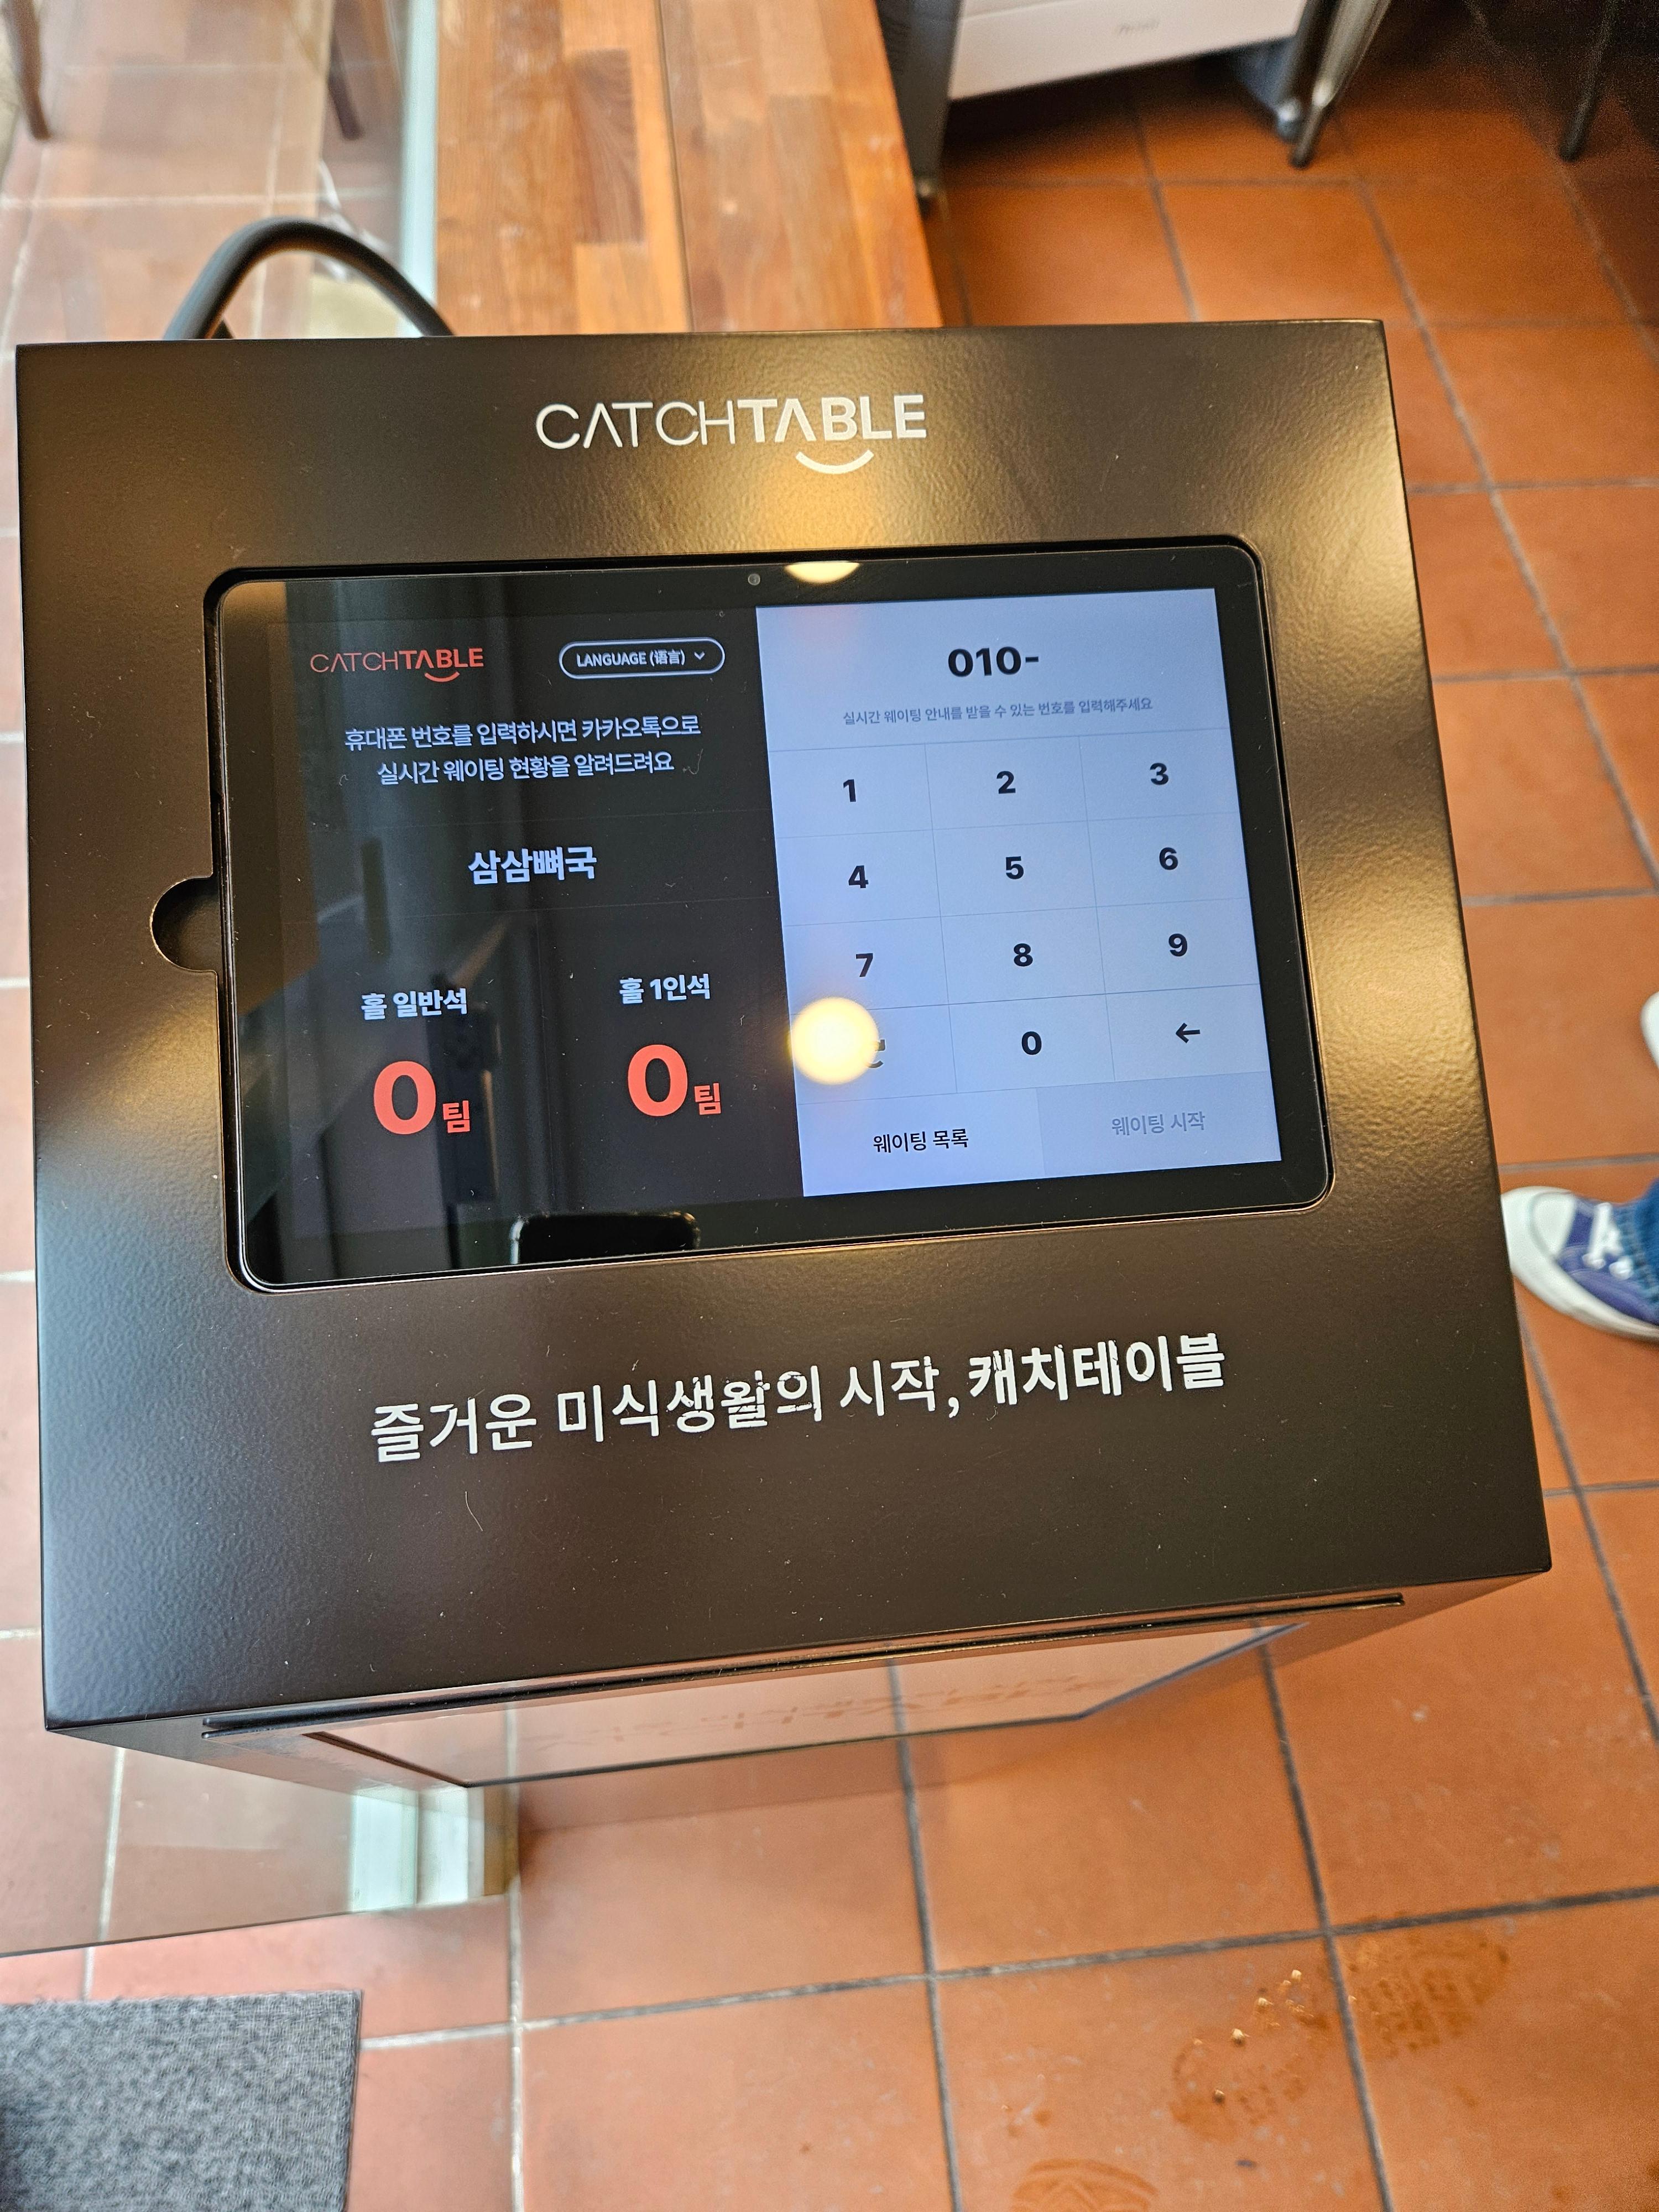 CATCHTABLE
CATCHTABLE
LANGUAGE (语言)
휴대폰 번호를 입력하시면 카카오톡으로
실시간 웨이팅 현황을 알려드려요
삼삼뼈국
홀 일반석
0팀
홀 1인석
0팀
010-
실시간 웨이팅 안내를 받을 수 있는 번호를 입력해주세요
1 2 3
4 5 6
7 8 9
0 ←
웨이팅 목록
웨이팅 시작
즐거운 미식생활의 시작, 캐치테이블